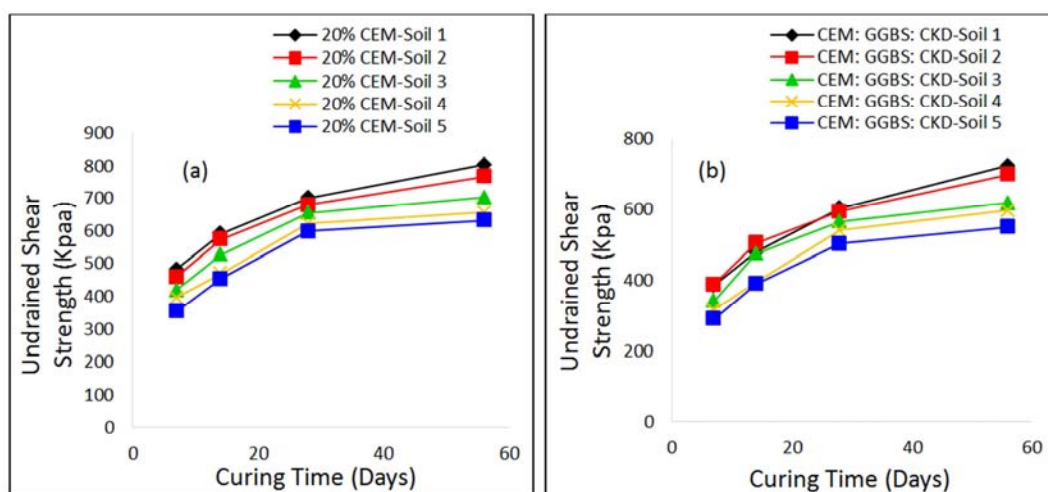 20% CEM-Soil 1
20% CEM-Soil 2
20% CEM-Soil 3
20% CEM-Soil 4
20% CEM-Soil 5
900
800
700
600
500
400
300
200
100
0
(a)
Undrained Shear
Strength (Kpaa)
0
20
40
60
Curing Time (Days)
CEM: GGBS: CKD-Soil 1
CEM: GGBS: CKD-Soil 2
CEM: GGBS: CKD-Soil 3
CEM: GGBS: CKD-Soil 4
CEM: GGBS: CKD-Soil 5
800
600
400
200
0
(b)
Undrained Shear
Strength (Kpa)
0
20
40
60
Curing Time (Days)